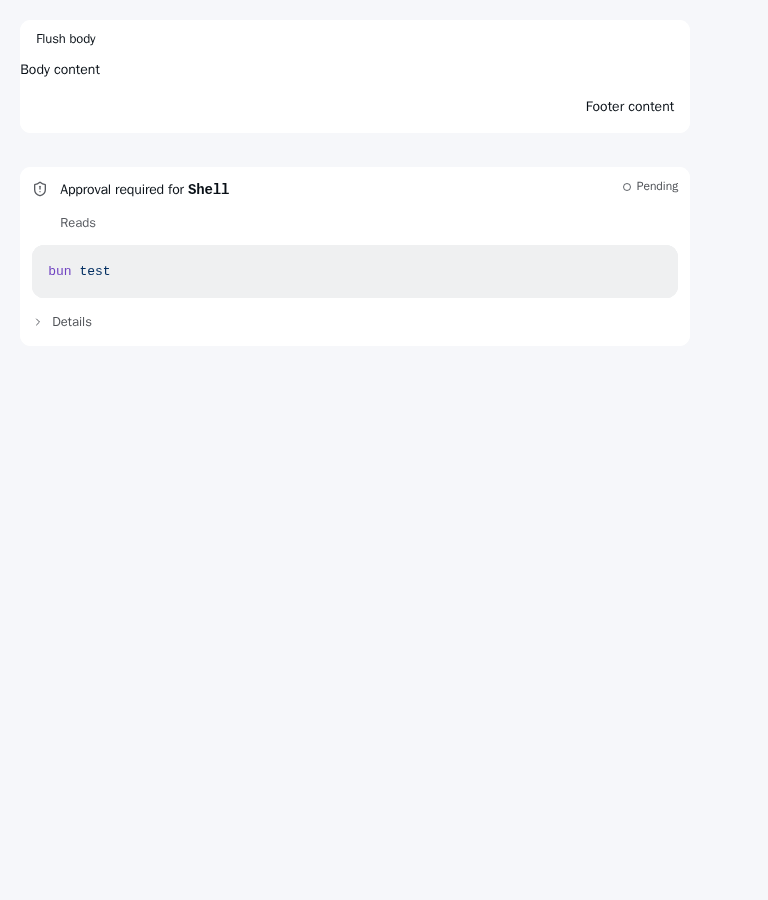 Flush body
Body content
Footer content
Approval required for Shell
Pending
Reads
bun test
Details